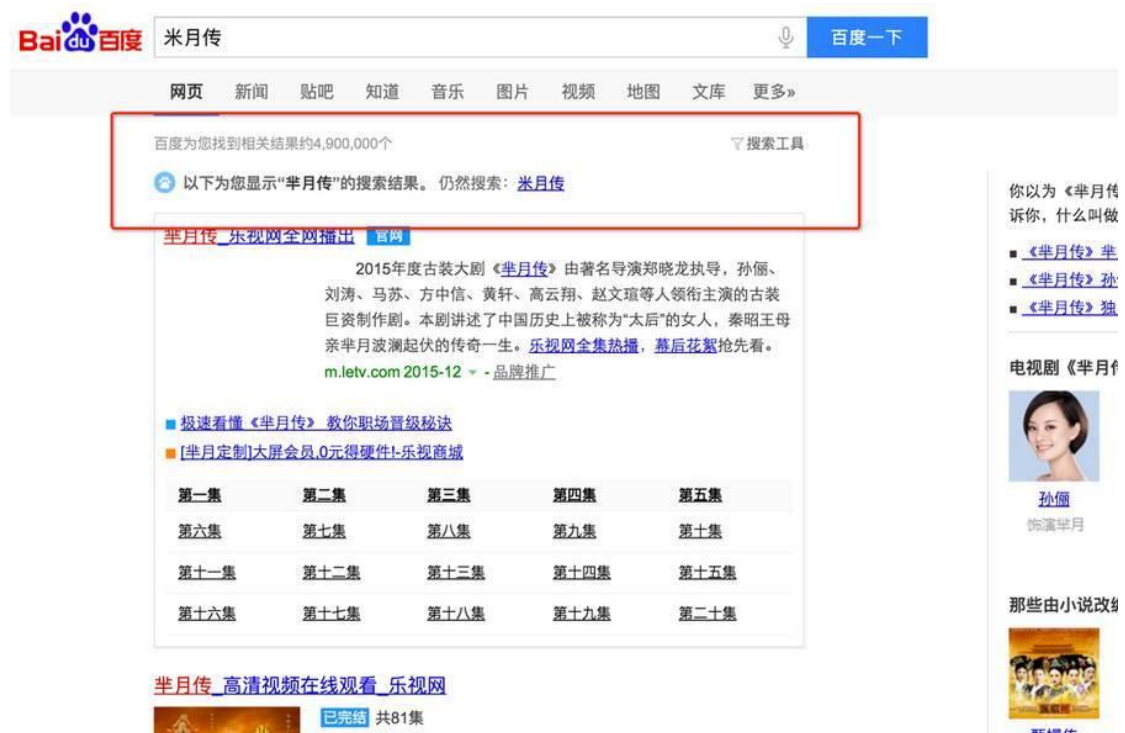 Bai du 百度 米月传 百度一下
网页 新闻 贴吧 知道 音乐 图片 视频 地图 文库 更多»
百度为您找到相关结果约4,900,000个 搜索工具
以下为您显示“芈月传”的搜索结果。 仍然搜索：米月传
芈月传_乐视网全网播出 官网
2015年度古装大剧《芈月传》由著名导演郑晓龙执导，孙俪、
刘涛、马苏、方中信、黄轩、高云翔、赵文瑄等人领衔主演的古装
巨资制作剧。本剧讲述了中国历史上被称为“太后”的女人，秦昭王母
亲芈月波澜起伏的传奇一生。乐视网全集热播，幕后花絮抢先看。
m.letv.com 2015-12 - 品牌推广
极速看懂《芈月传》 教你职场晋级秘诀
[芈月定制]大屏会员,0元得硬件!-乐视商城
第一集 第二集 第三集 第四集 第五集
第六集 第七集 第八集 第九集 第十集
第十一集 第十二集 第十三集 第十四集 第十五集
第十六集 第十七集 第十八集 第十九集 第二十集
芈月传_高清视频在线观看_乐视网
已完结 共81集
你以为《芈月传
诉你，什么叫做
《芈月传》芈
《芈月传》孙
《芈月传》独
电视剧《芈月传
孙俪
饰演芈月
那些由小说改编